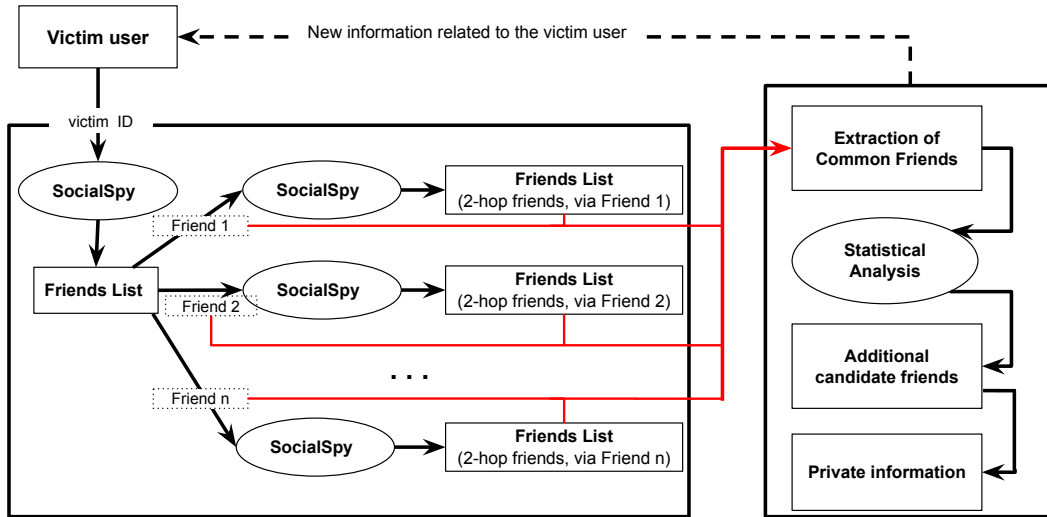 Victim user
New information related to the victim user
victim ID
SocialSpy
Friends List
Friend 1
SocialSpy
Friends List
(2-hop friends, via Friend 1)
Friend 2
SocialSpy
Friends List
(2-hop friends, via Friend 2)
. . .
Friend n
SocialSpy
Friends List
(2-hop friends, via Friend n)
Extraction of
Common Friends
Statistical
Analysis
Additional
candidate friends
Private information